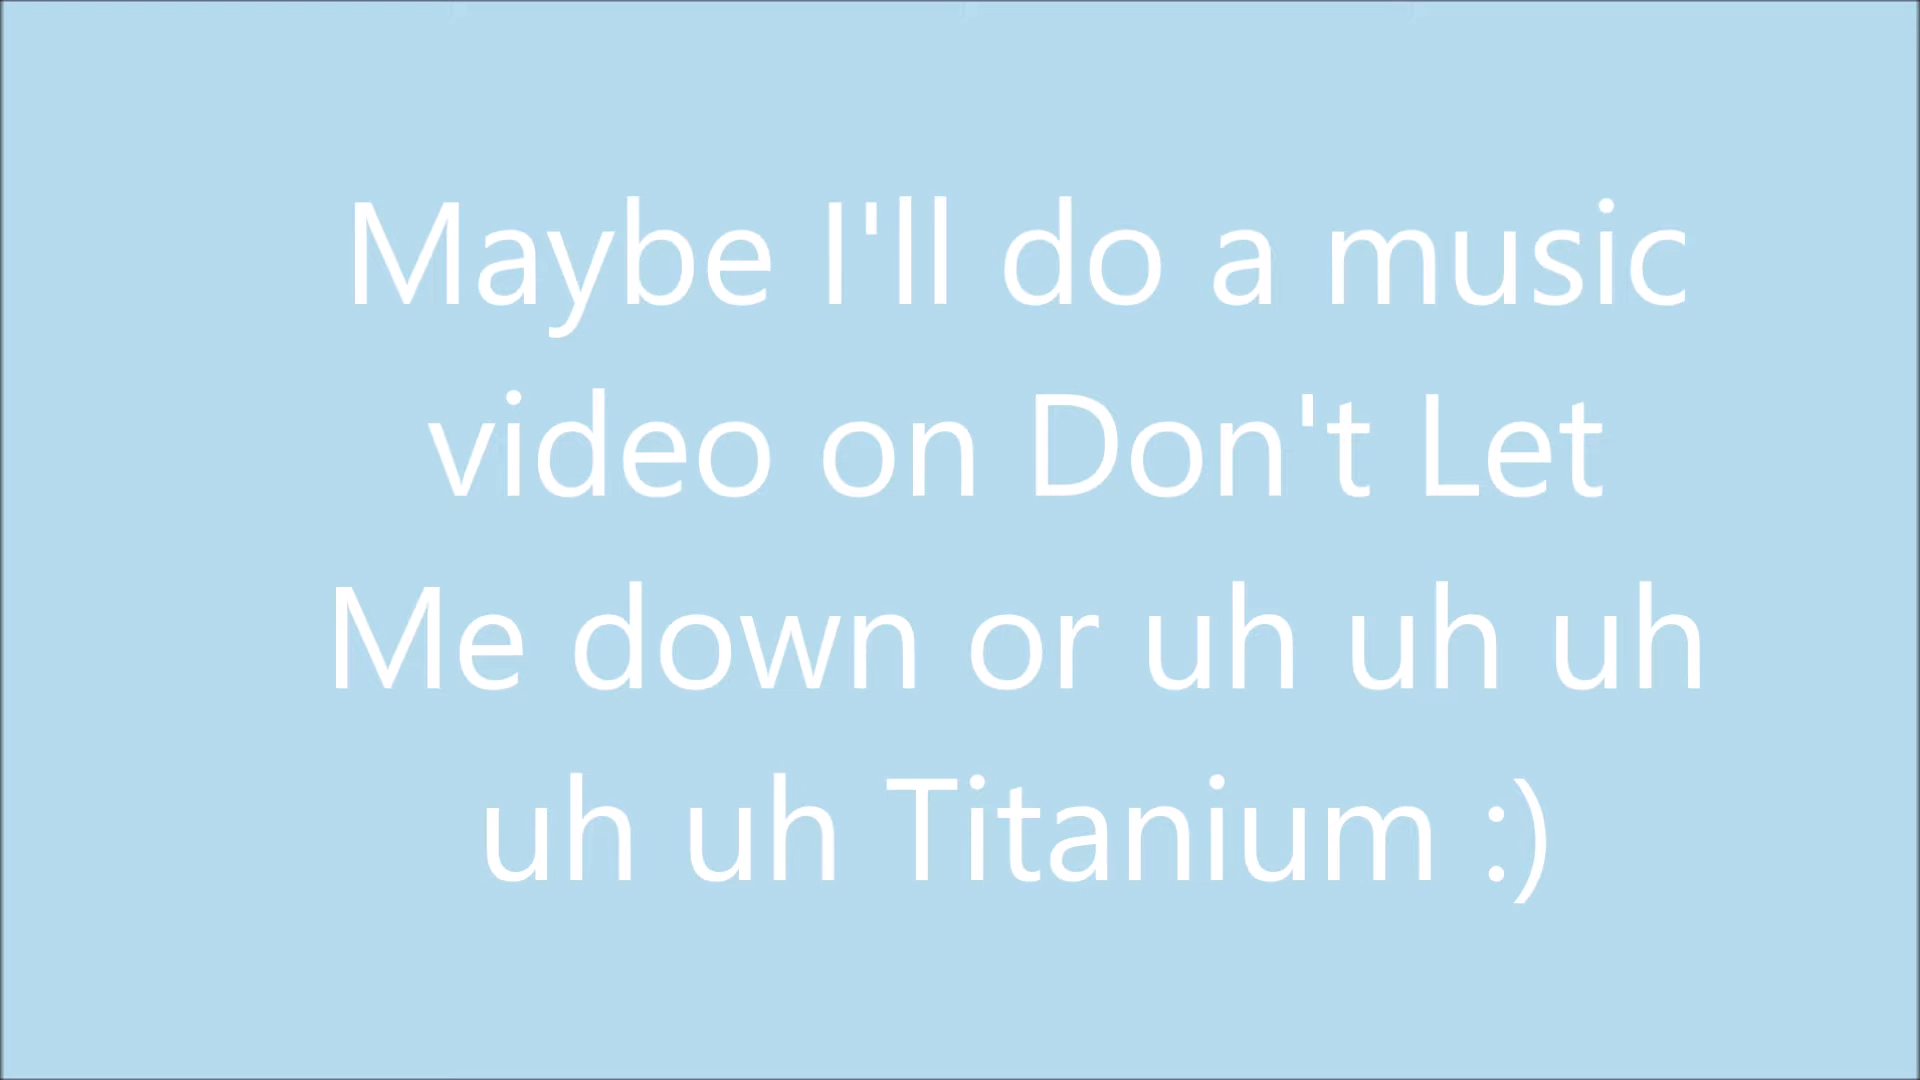 Maybe I'll do a music
video on Don't Let
Me down or uh uh uh
uh uh Titanium :)